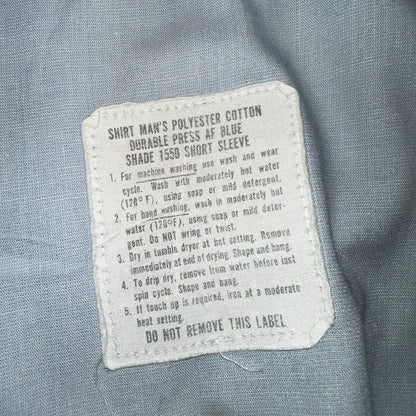 SHIRT MAN'S POLYESTER COTTON
DURABLE PRESS AF BLUE
SHADE 1550 SHORT SLEEVE
1. For machine washing use wash and wear
cycle. Wash with moderately hot water
(120°F), using soap or mild detergent.
2. For hand washing, wash in moderately hot
water (120°F), using soap or mild deter-
gent. Do NOT wring or twist.
3. Dry in tumble dryer at hot setting. Remove
immediately at end of drying. Shape and hang.
4. To drip dry, remove from water before last
spin cycle. Shape and hang.
5. If touch up is required, iron at a moderate
heat setting.
DO NOT REMOVE THIS LABEL